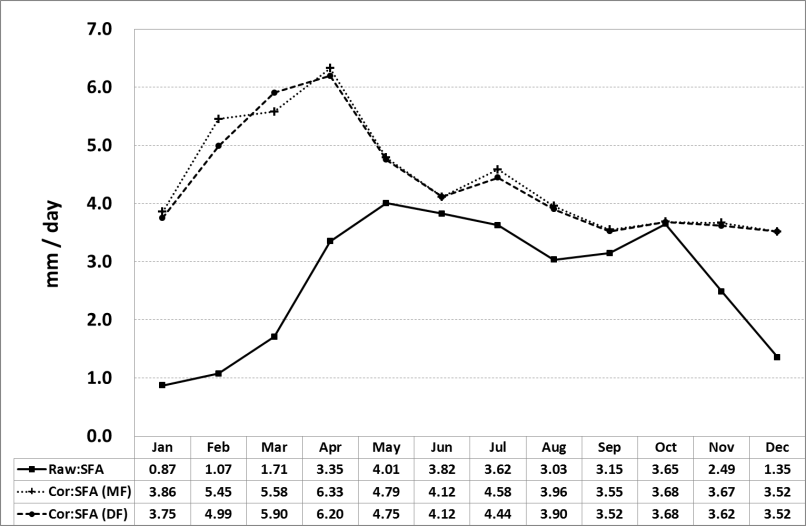 7.0
6.0
5.0
4.0
3.0
2.0
1.0
0.0
mm / day
Jan Feb Mar Apr May Jun Jul Aug Sep Oct Nov Dec
Raw:SFA 0.87 1.07 1.71 3.35 4.01 3.82 3.62 3.03 3.15 3.65 2.49 1.35
Cor:SFA (MF) 3.86 5.45 5.58 6.33 4.79 4.12 4.58 3.96 3.55 3.68 3.67 3.52
Cor:SFA (DF) 3.75 4.99 5.90 6.20 4.75 4.12 4.44 3.90 3.52 3.68 3.62 3.52